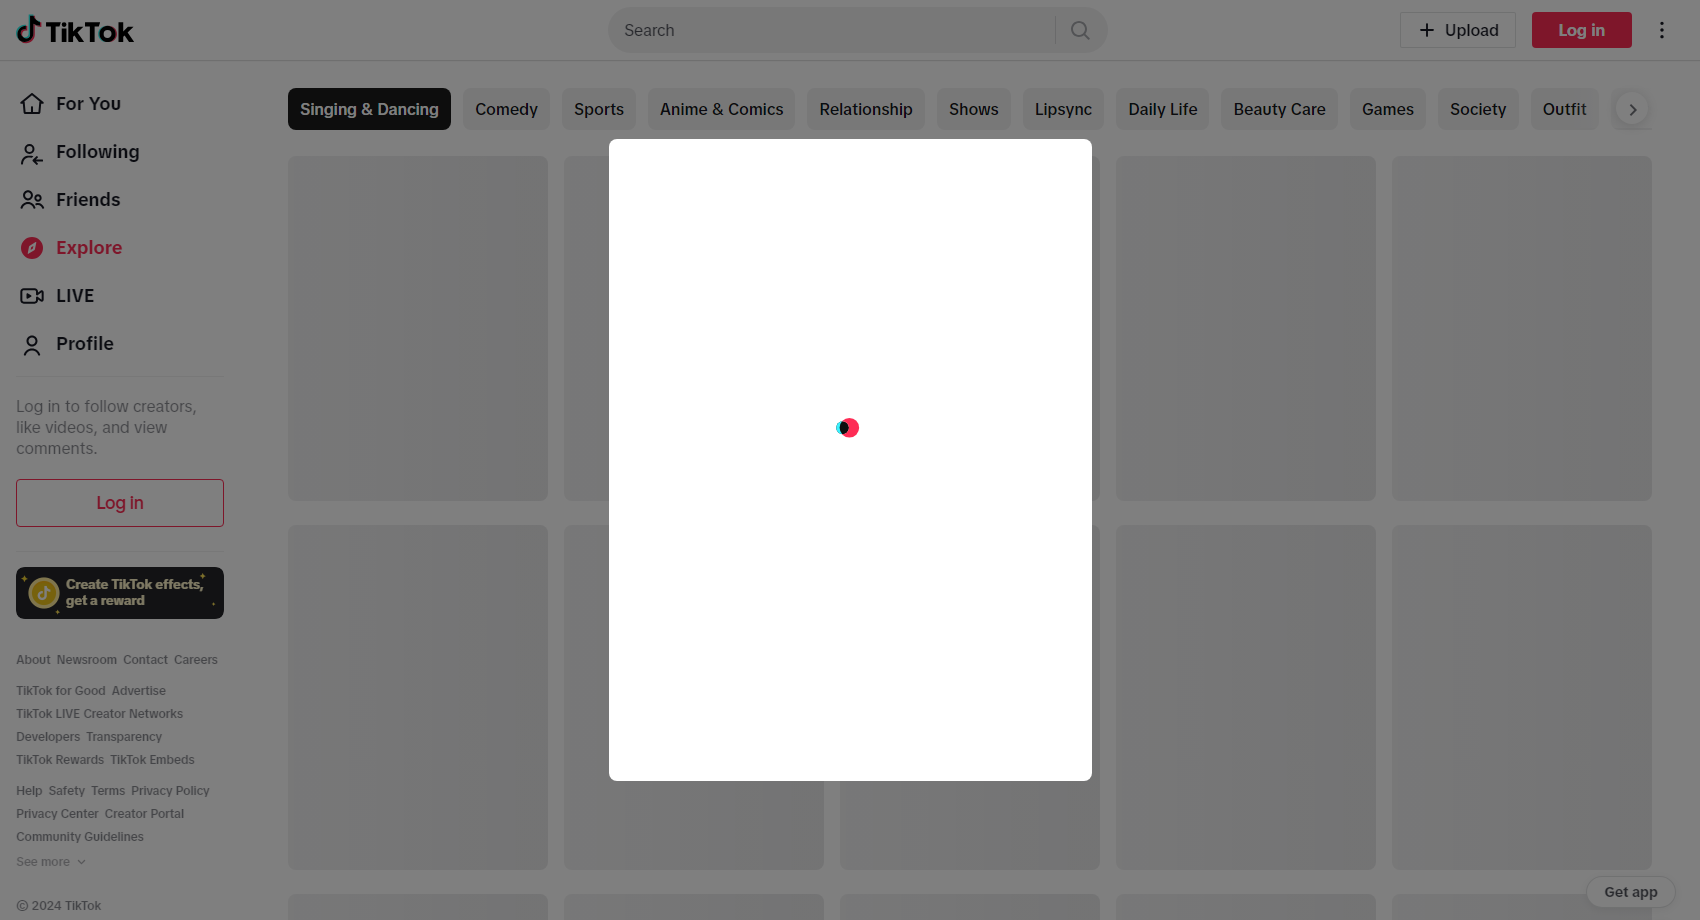 TikTok
Search
Upload
Log in
For You
Following
Friends
Explore
LIVE
Profile
Log in to follow creators,
like videos, and view
comments.
Log in
Create TikTok effects,
get a reward
About Newsroom Contact Careers
TikTok for Good Advertise
TikTok LIVE Creator Networks
Developers Transparency
TikTok Rewards TikTok Embeds
Help Safety Terms Privacy Policy
Privacy Center Creator Portal
Community Guidelines
See more
© 2024 TikTok
Singing & Dancing Comedy Sports Anime & Comics Relationship Shows Lipsync Daily Life Beauty Care Games Society Outfit
Get app